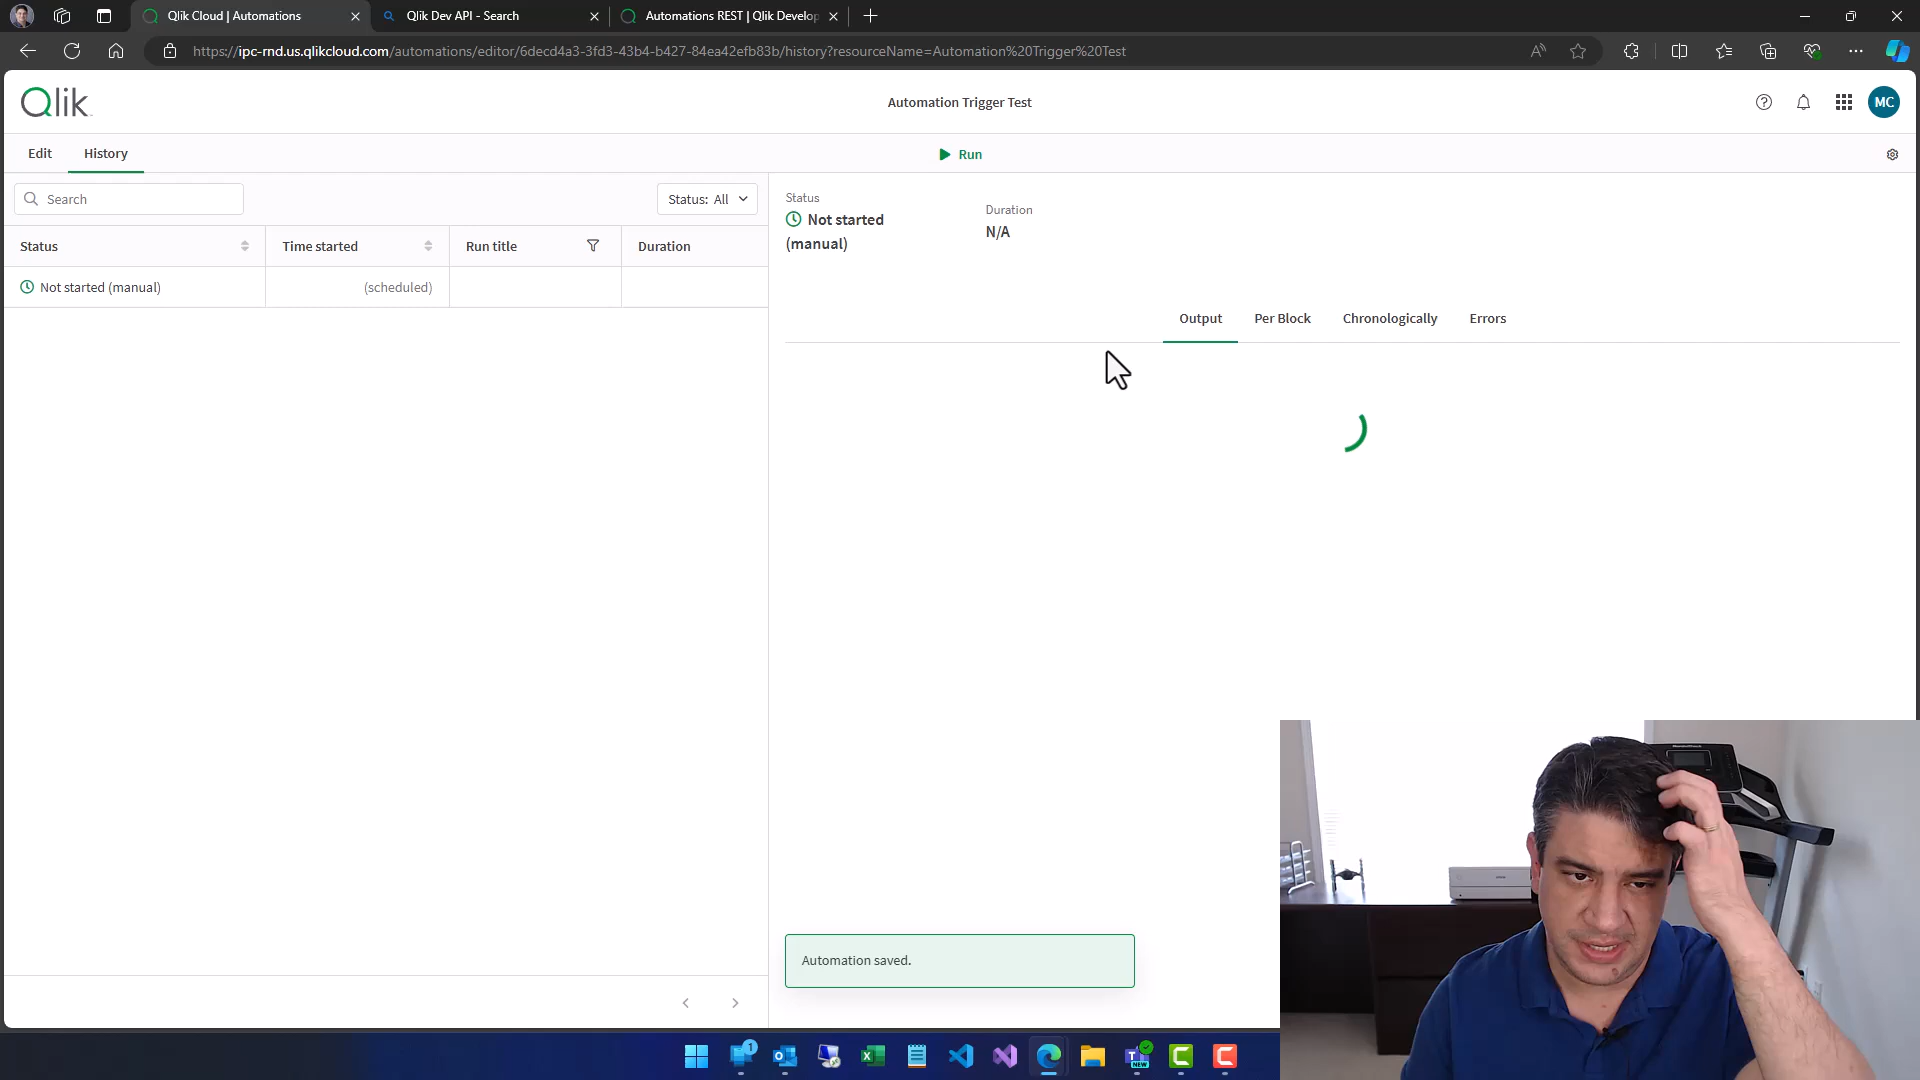 Qlik Cloud | Automations
Qlik Dev API - Search
Automations REST | Qlik Develop
https://ipc-rnd.us.qlikcloud.com/automations/editor/6decd4a3-3fd3-43b4-b427-84ea42efb83b/history?resourceName=Automation%20Trigger%20Test
Qlik
Automation Trigger Test
MC
Edit
History
Run
Search
Status: All
Status
Time started
Run title
Duration
Not started (manual)
(scheduled)
Status
Not started
(manual)
Duration
N/A
Output
Per Block
Chronologically
Errors
Automation saved.
1
NEW